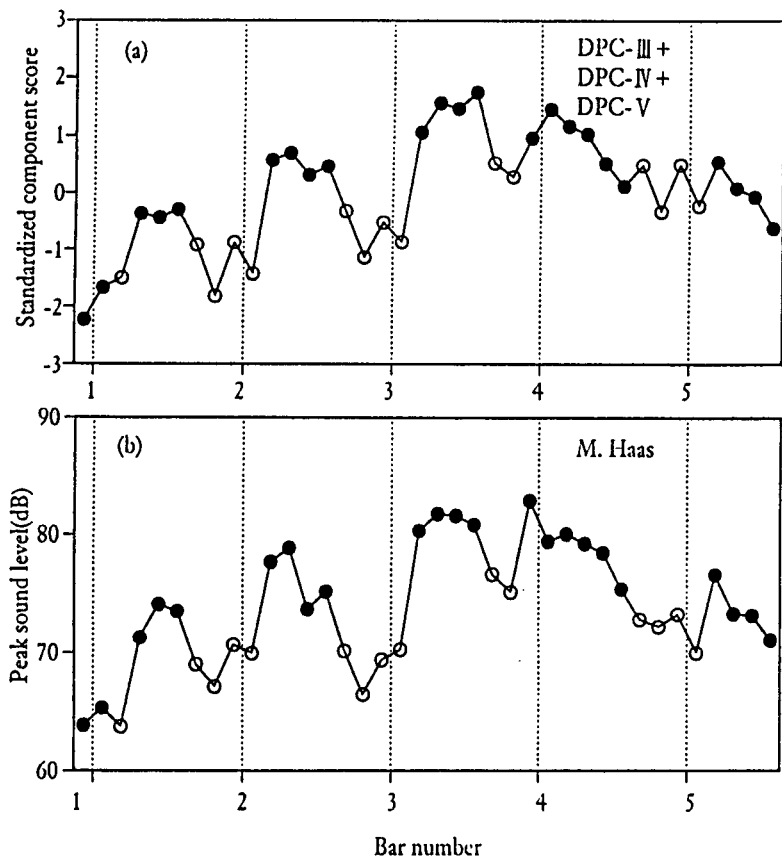 3
(a)
DPC-Ⅲ +
DPC-Ⅳ +
DPC-Ⅴ
2
1
0
-1
-2
-3
Standardized component score
1 2 3 4 5
90
(b)
M. Haas
80
70
60
Peak sound level(dB)
1 2 3 4 5
Bar number